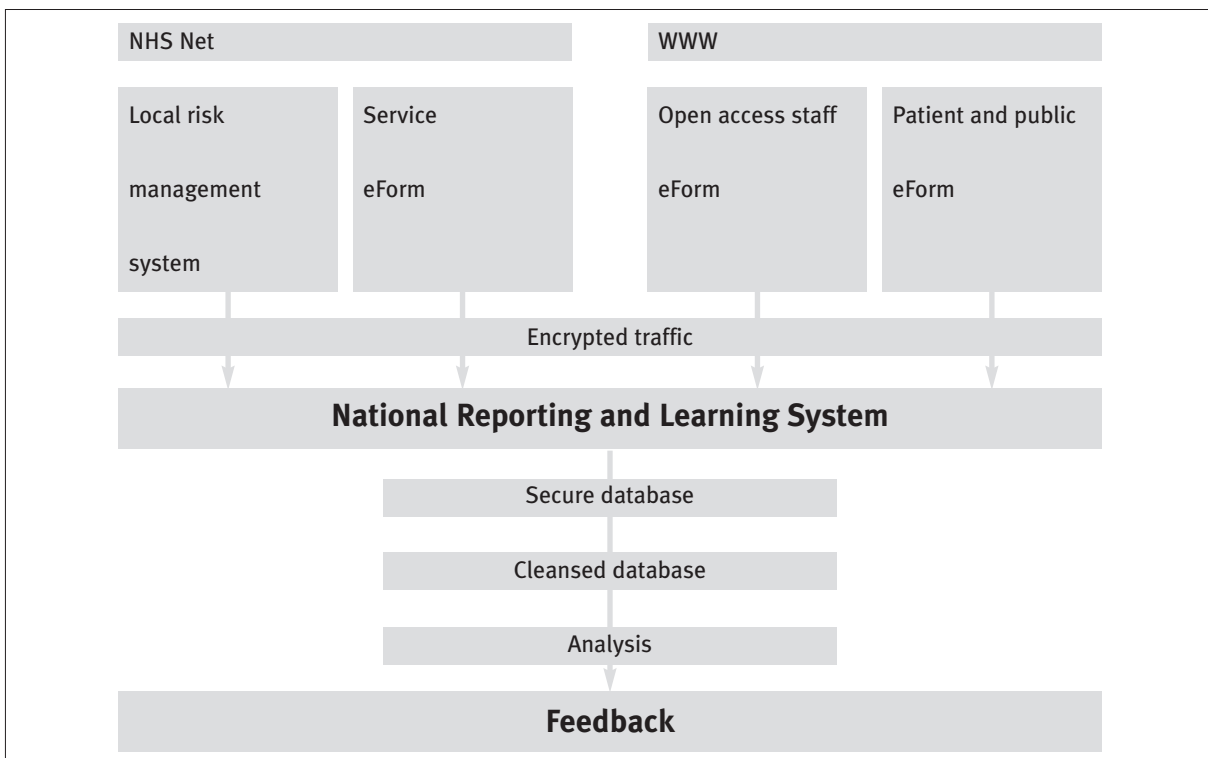 NHS Net
WWW
Local risk
management
system
Service
eForm
Open access staff
eForm
Patient and public
eForm
Encrypted traffic
National Reporting and Learning System
Secure database
Cleansed database
Analysis
Feedback